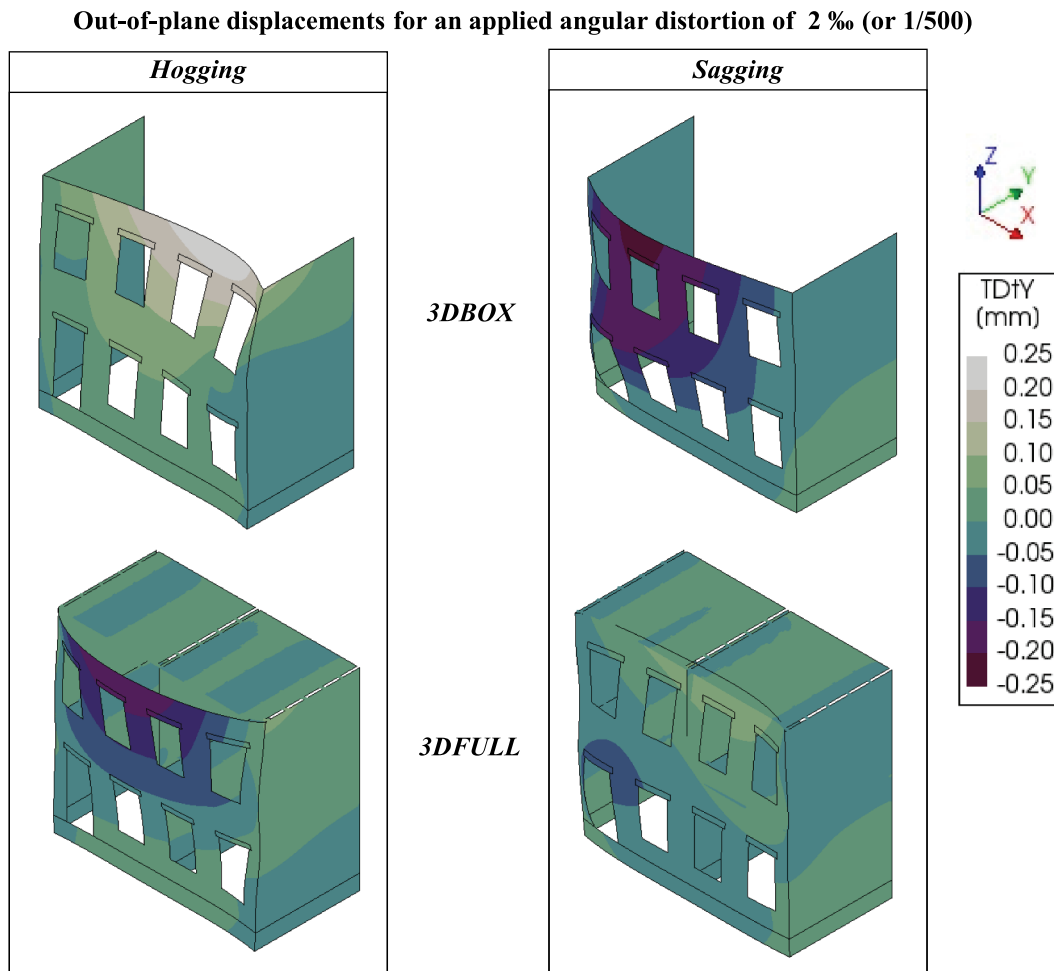 Out-of-plane displacements for an applied angular distortion of 2 ‰ (or 1/500)
Hogging
Sagging
3DBOX
Z
Y
X
TDtY
(mm)
0.25
0.20
0.15
0.10
0.05
0.00
-0.05
-0.10
-0.15
-0.20
-0.25
3DFULL